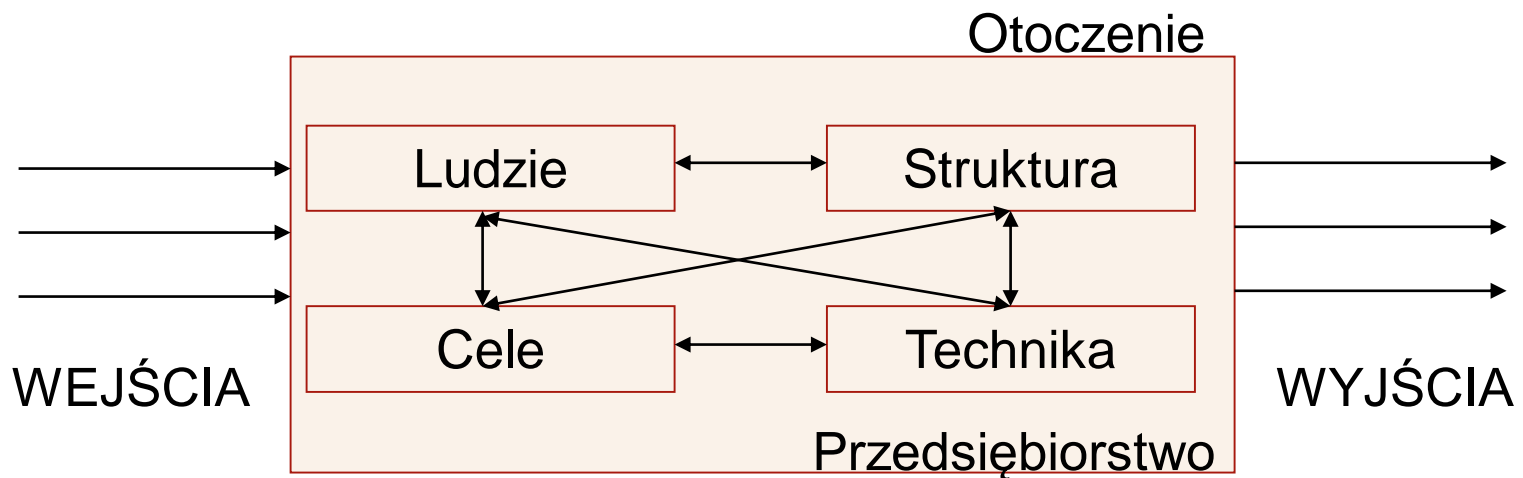 Otoczenie
Ludzie
Struktura
Cele
Technika
WEJŚCIA
WYJŚCIA
Przedsiębiorstwo